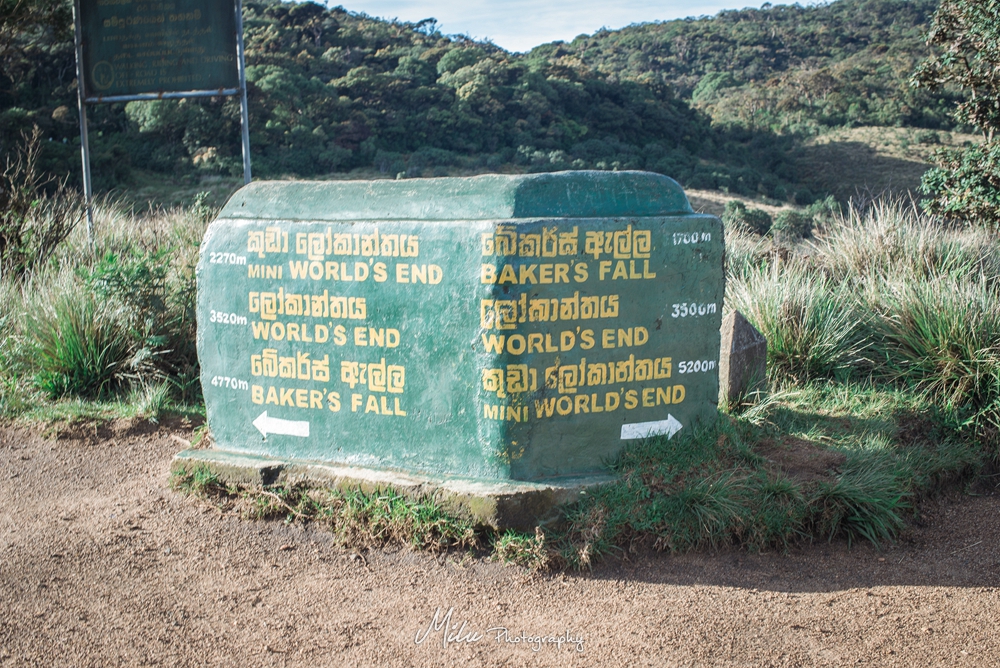 2270m කුඩා ලෝකාන්තය
MINI WORLD'S END
3520m ලෝකාන්තය
WORLD'S END
4770m බේකර්ස් ඇල්ල
BAKER'S FALL
බේකර්ස් ඇල්ල 1700m
BAKER'S FALL
ලෝකාන්තය 3500m
WORLD'S END
කුඩා ලෝකාන්තය 5200m
MINI WORLD'S END
Milu Photography